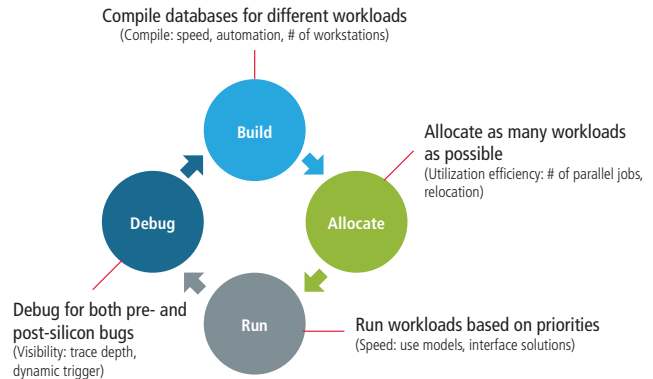 Compile databases for different workloads
(Compile: speed, automation, # of workstations)
Build
Allocate as many workloads
as possible
(Utilization efficiency: # of parallel jobs,
relocation)
Debug
Allocate
Debug for both pre- and
post-silicon bugs
(Visibility: trace depth,
dynamic trigger)
Run
Run workloads based on priorities
(Speed: use models, interface solutions)